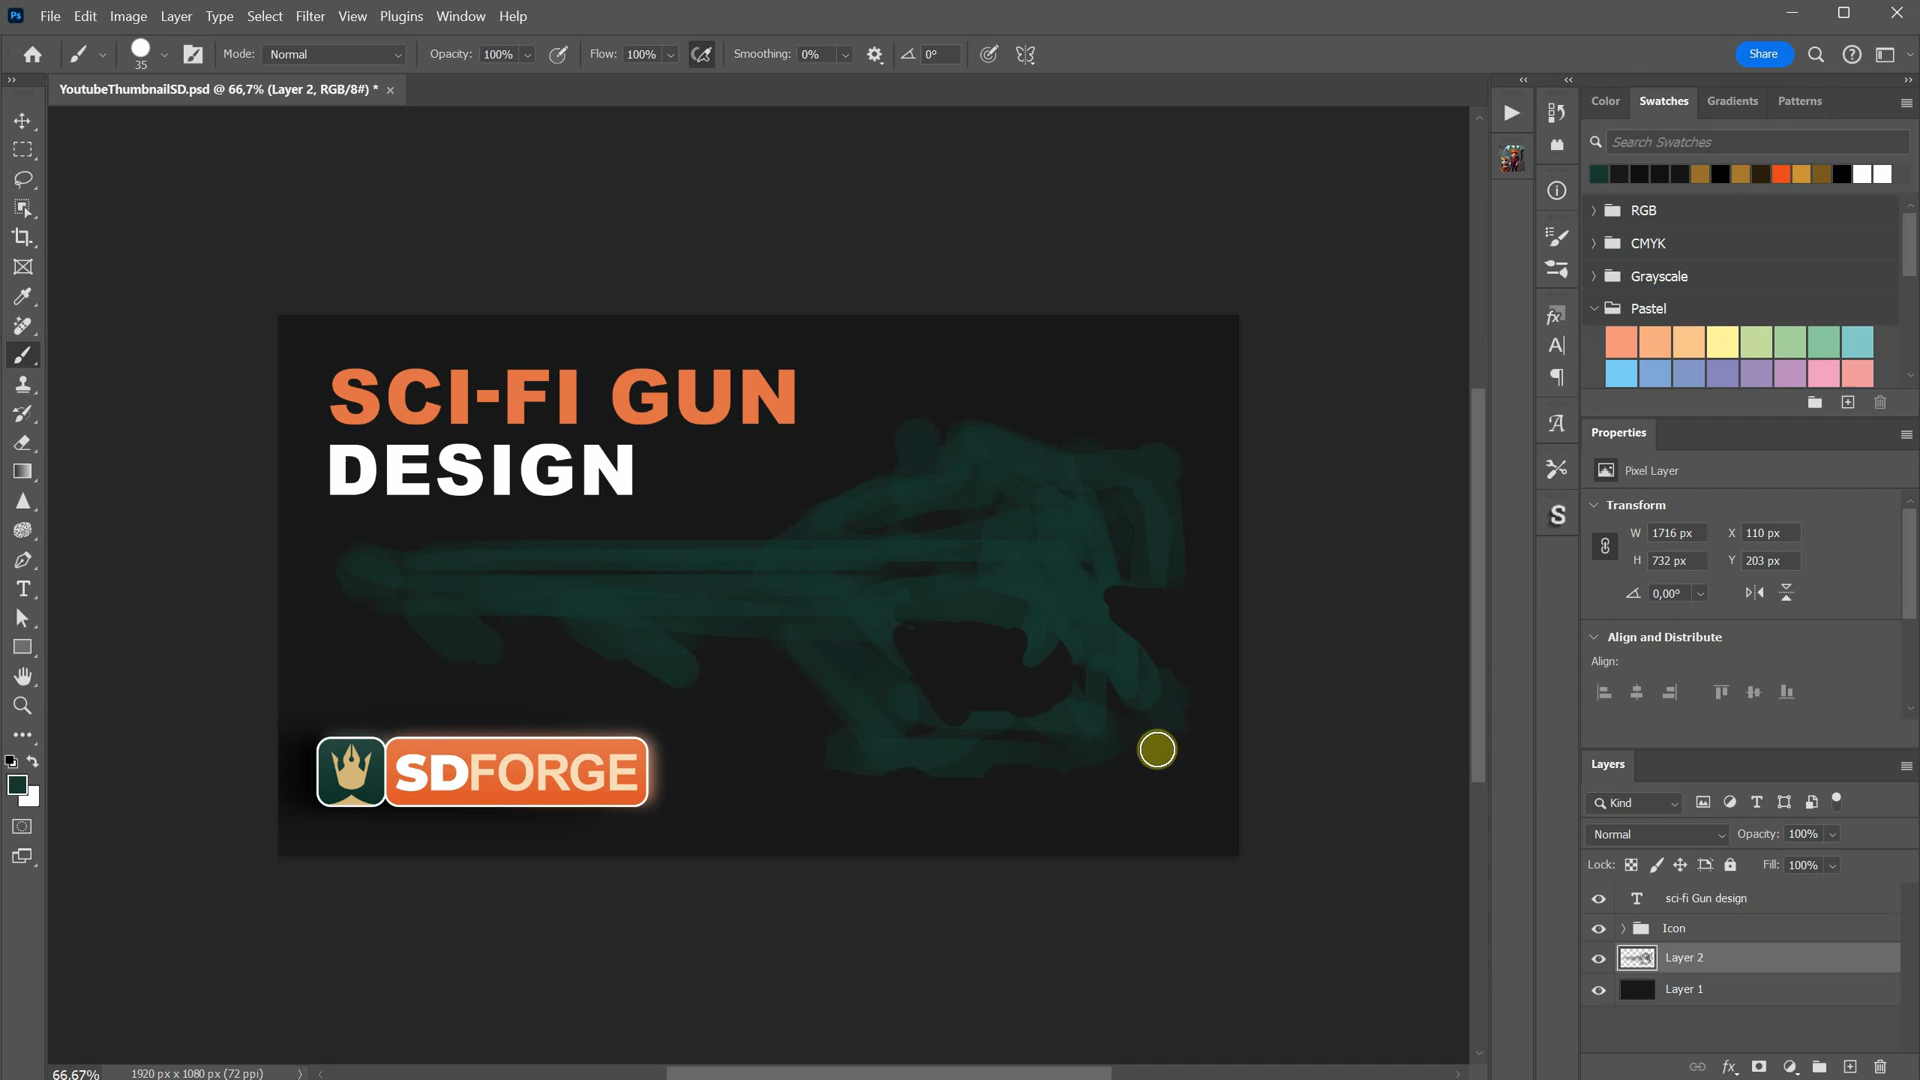 Ps File Edit Image Layer Type Select Filter View Plugins Window Help
35 Mode: Normal Opacity: 100% Flow: 100% Smoothing: 0% 0° Share
YoutubeThumbnailSD.psd @ 66,7% (Layer 2, RGB/8#) * ×
Color Swatches Gradients Patterns
Search Swatches
RGB
CMYK
Grayscale
Pastel
Properties
Pixel Layer
Transform
W 1716 px X 110 px
H 732 px Y 203 px
0,00°
Align and Distribute
Align:
SCI-FI GUN
DESIGN
SDFORGE
Layers
Kind
Normal Opacity: 100%
Lock: Fill: 100%
sci-fi Gun design
Icon
Layer 2
Layer 1
66,67% 1920 px x 1080 px (72 ppi)